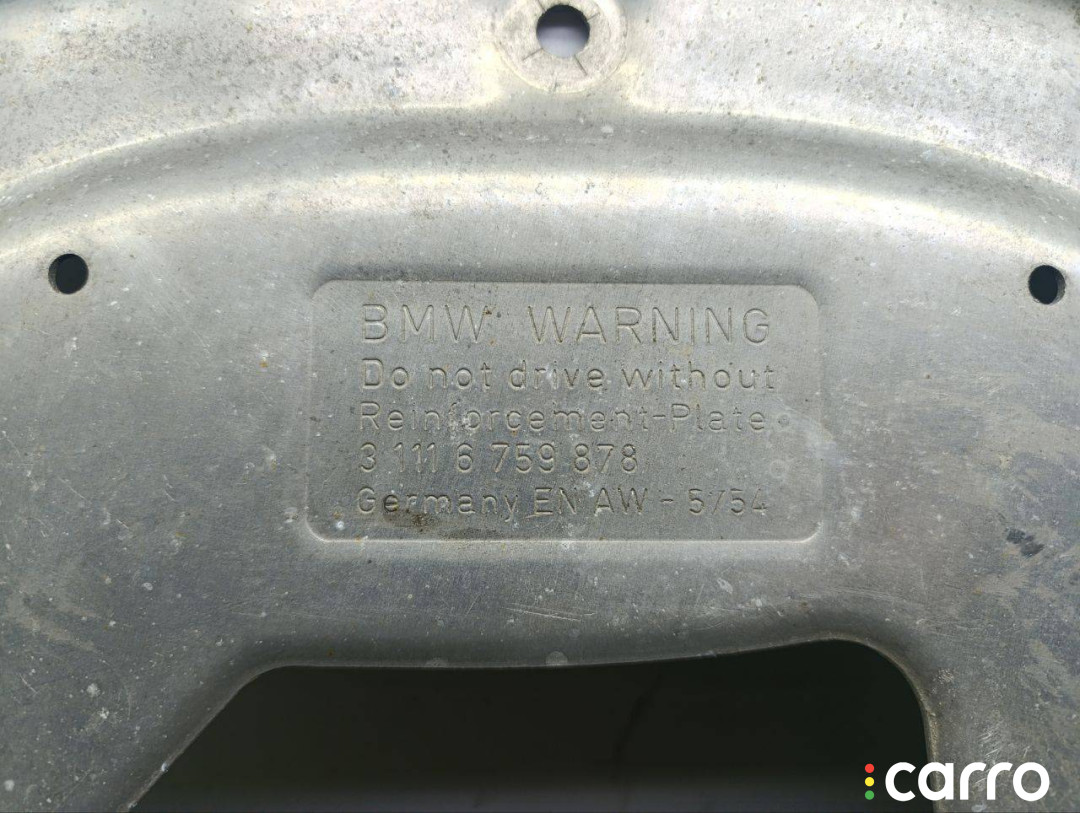 BMW WARNING
Do not drive without
Reinforcement-Plate
3 111 6 759 878
Germany EN AW - 5754
carro